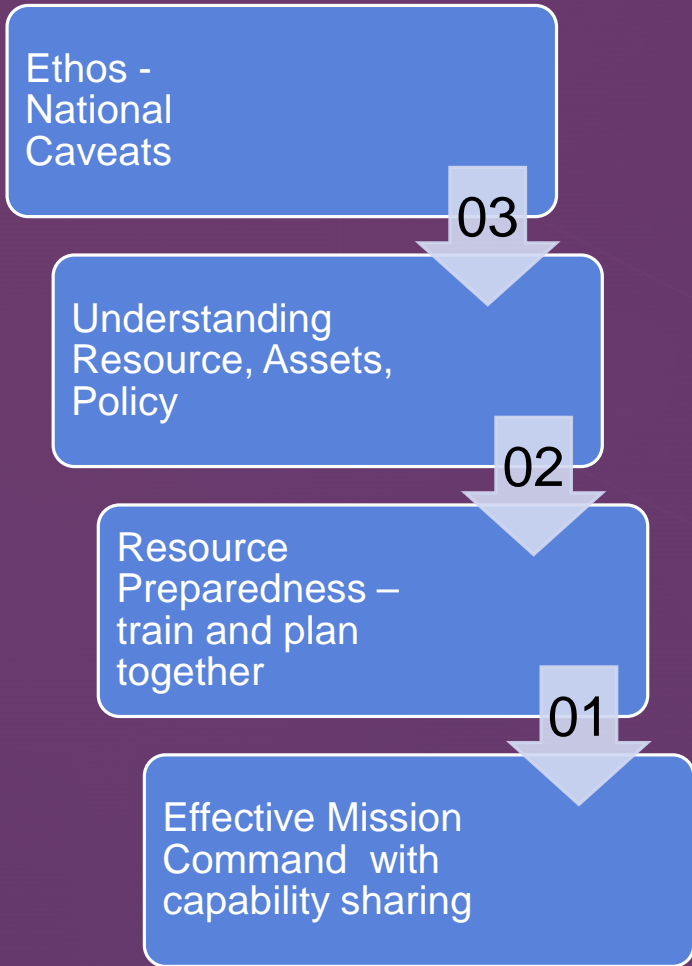 Ethos -
National
Caveats
03
Understanding
Resource, Assets,
Policy
02
Resource
Preparedness –
train and plan
together
01
Effective Mission
Command  with
capability sharing